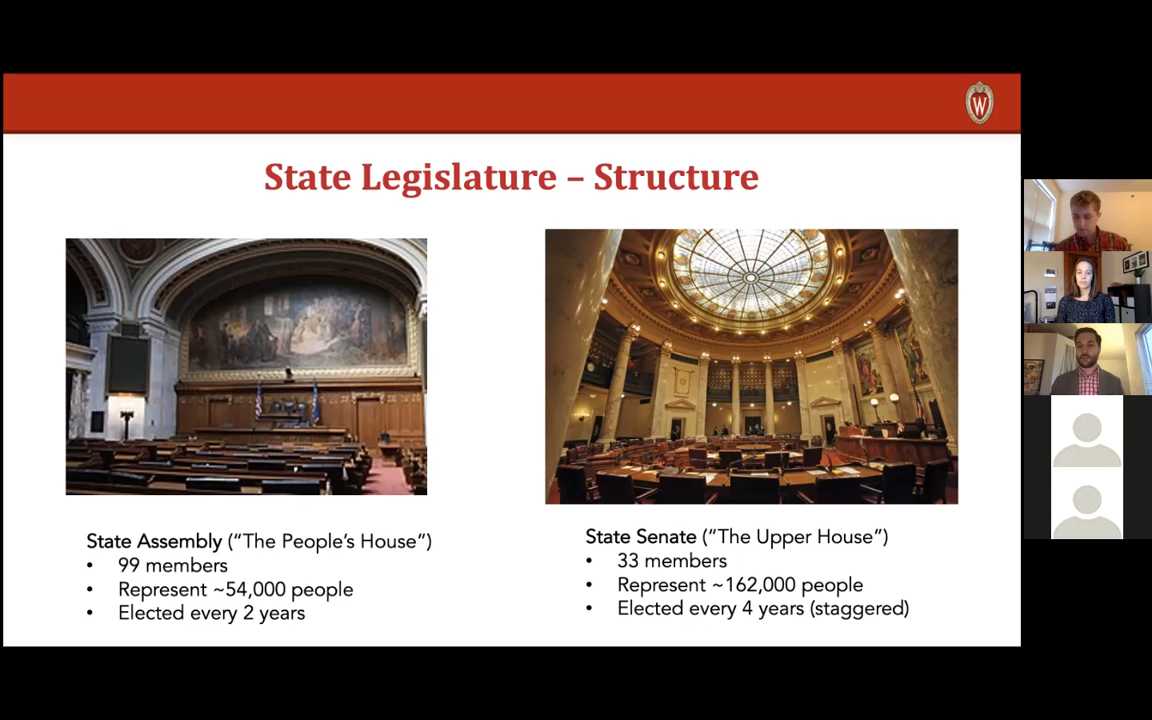 W
State Legislature – Structure
State Assembly (“The People’s House”)
• 99 members
• Represent ~54,000 people
• Elected every 2 years
State Senate (“The Upper House”)
• 33 members
• Represent ~162,000 people
• Elected every 4 years (staggered)